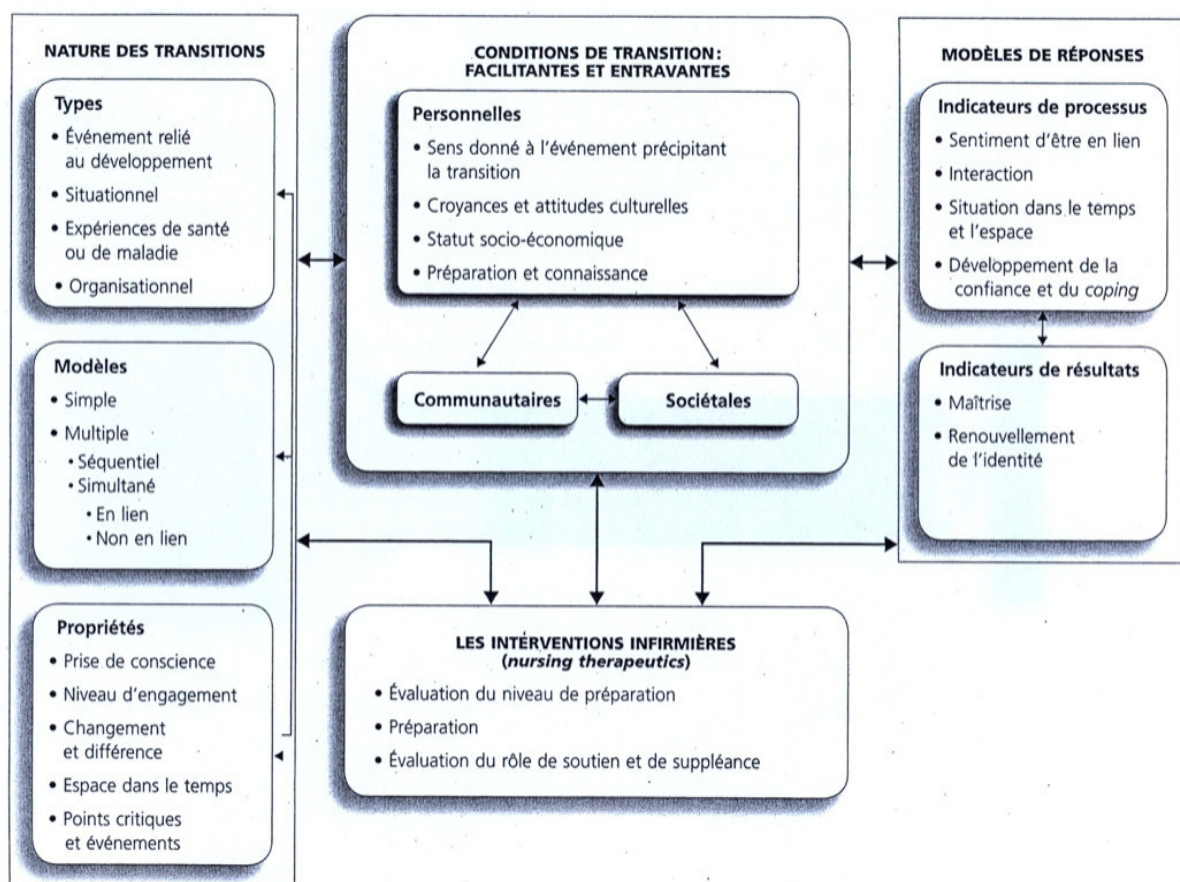 NATURE DES TRANSITIONS
Types
• Événement relié
au développement
• Situationnel
• Expériences de santé
ou de maladie
• Organisationnel
Modèles
• Simple
• Multiple
• Séquentiel
• Simultané
• En lien
• Non en lien
Propriétés
• Prise de conscience
• Niveau d'engagement
• Changement
et différence
• Espace dans le temps
• Points critiques
et événements
CONDITIONS DE TRANSITION:
FACILITANTES ET ENTRAVANTES
Personnelles
• Sens donné à l'événement précipitant
la transition
• Croyances et attitudes culturelles
• Statut socio-économique
• Préparation et connaissance
Communautaires
Sociétales
LES INTERVENTIONS INFIRMIÈRES
(nursing therapeutics)
• Évaluation du niveau de préparation
• Préparation
• Évaluation du rôle de soutien et de suppléance
MODÈLES DE RÉPONSES
Indicateurs de processus
• Sentiment d'être en lien
• Interaction
• Situation dans le temps
et l'espace
• Développement de la
confiance et du coping
Indicateurs de résultats
• Maîtrise
• Renouvellement
de l'identité